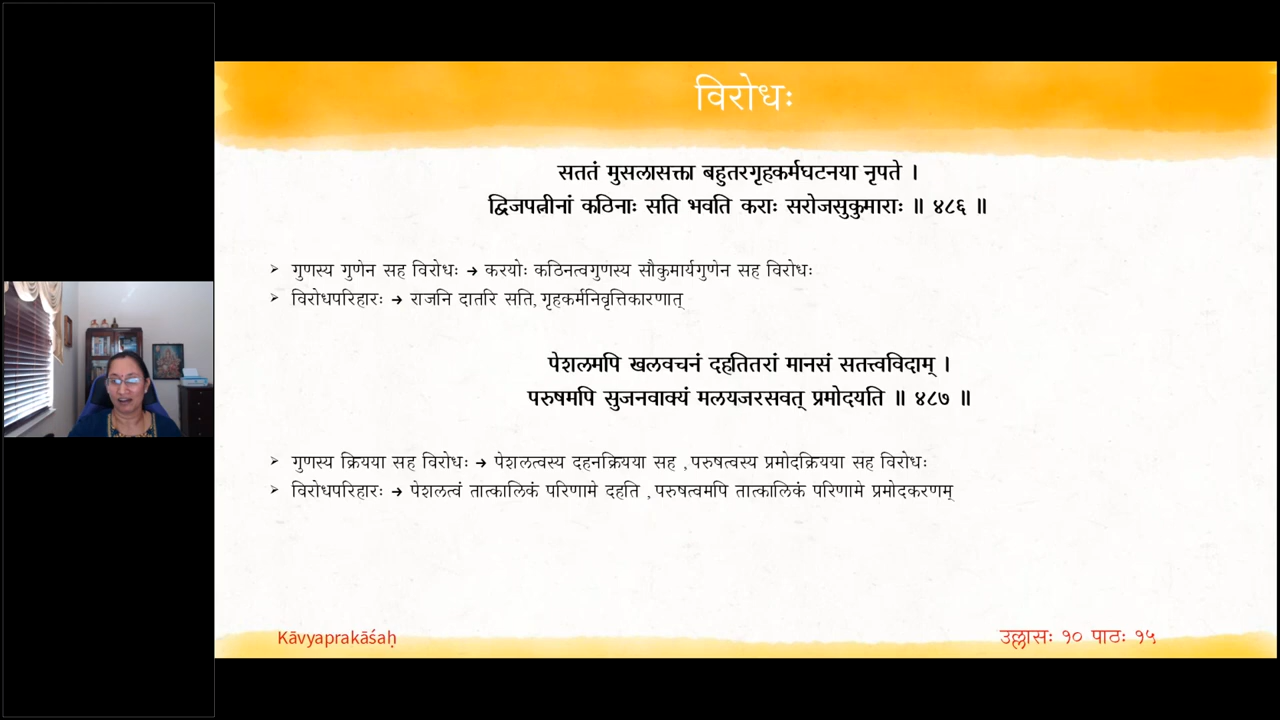 विरोधः
सततं मुसलासक्ता बहुतरगृहकर्मघटनया नृपते ।
द्विजपत्नीनां कठिनाः सति भवति कराः सरोजसुकुमाराः ॥ ४८६ ॥
➢ गुणस्य गुणेन सह विरोधः → करयोः कठिनत्वगुणस्य सौकुमार्यगुणेन सह विरोधः
➢ विरोधपरिहारः → राजनि दातरि सति, गृहकर्मनिवृत्तिकारणात्
पेशलमपि खलवचनं दहतितरां मानसं सतत्त्वविदाम् ।
परुषमपि सुजनवाक्यं मलयजरसवत् प्रमोदयति ॥ ४८७ ॥
➢ गुणस्य क्रियया सह विरोधः → पेशलत्वस्य दहनक्रियया सह , परुषत्वस्य प्रमोदक्रियया सह विरोधः
➢ विरोधपरिहारः → पेशलत्वं तात्कालिकं परिणामे दहति , परुषत्वमपि तात्कालिकं परिणामे प्रमोदकरणम्
Kāvyaprakāśaḥ
उल्लासः १० पाठः १५